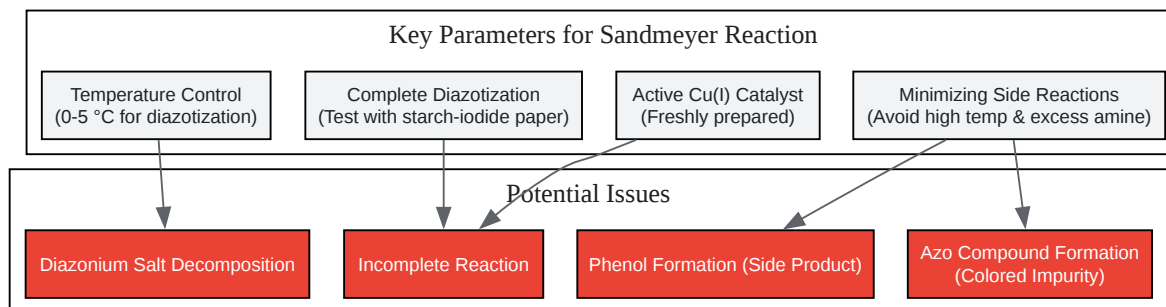 Key Parameters for Sandmeyer Reaction
Temperature Control
(0-5 °C for diazotization)
Complete Diazotization
(Test with starch-iodide paper)
Active Cu(I) Catalyst
(Freshly prepared)
Minimizing Side Reactions
(Avoid high temp & excess amine)
Potential Issues
Diazonium Salt Decomposition
Incomplete Reaction
Phenol Formation (Side Product)
Azo Compound Formation
(Colored Impurity)